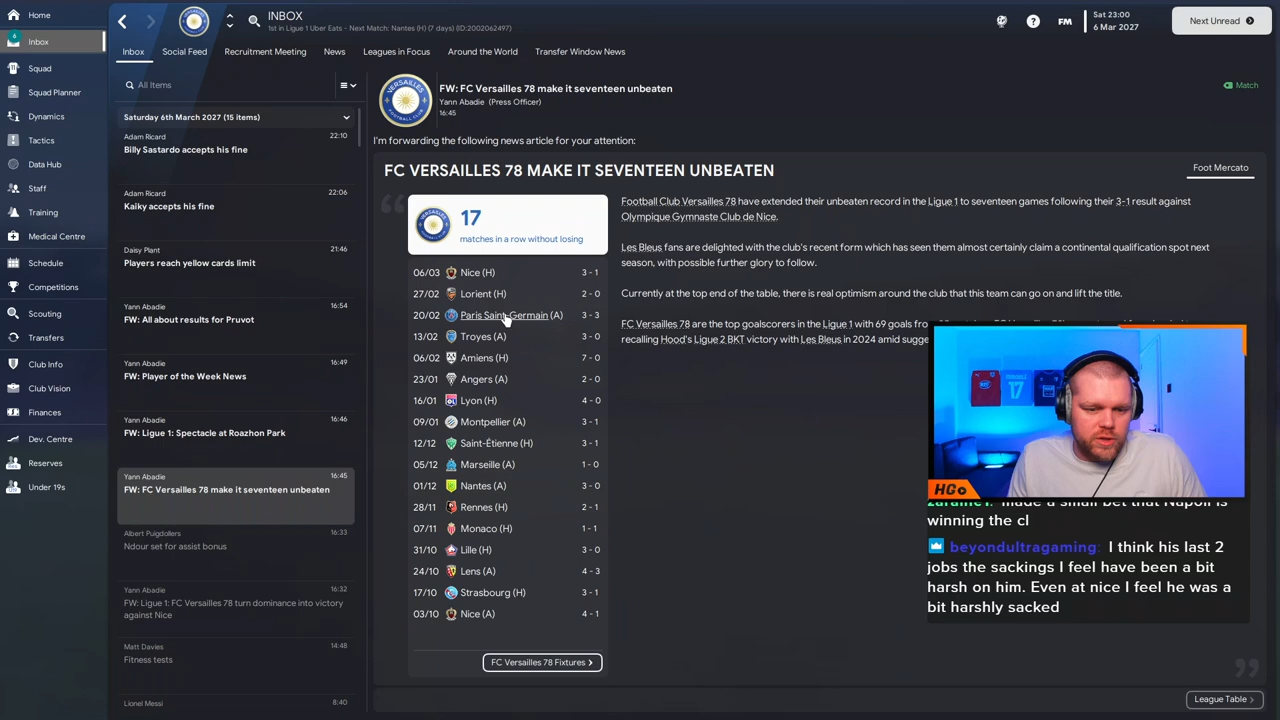 Home
6
Inbox
Squad
Squad Planner
Dynamics
Tactics
Data Hub
Staff
Training
Medical Centre
Schedule
Competitions
Scouting
Club Info
Club Vision
Finances
Dev. Centre
Reserves
Under 19s
INBOX
1st in Ligue 1 Uber Eats - Next Match: Nantes (H) (7 days) (ID:2002062497)
FM
Sat 23:00
6 Mar 2027
Next Unread
Inbox
Social Feed
Recruitment Meeting
News
Leagues in Focus
Around the World
Transfer Window News
All Items
Saturday 6th March 2027 (15 items)
Adam Ricard 22:10
Billy Sastardo accepts his fine
Adam Ricard 22:06
Kaiky accepts his fine
Daisy Plant 21:46
Players reach yellow cards limit
Yann Abadie 16:54
FW: All about results for Pruvot
Yann Abadie 16:49
FW: Player of the Week News
Yann Abadie 16:46
FW: Ligue 1: Spectacle at Roazhon Park
Yann Abadie 16:45
FW: FC Versailles 78 make it seventeen unbeaten
Albert Puigdollers 16:33
Ndour set for assist bonus
Yann Abadie 16:32
FW: Ligue 1: FC Versailles 78 turn dominance into victory
against Nice
Matt Davies 14:48
Fitness tests
Lionel Messi 8:40
VERSAILLES
FOOTBALL CLUB
FW: FC Versailles 78 make it seventeen unbeaten
Yann Abadie (Press Officer)
16:45
Match
I'm forwarding the following news article for your attention:
FC VERSAILLES 78 MAKE IT SEVENTEEN UNBEATEN
Foot Mercato
17
matches in a row without losing
06/03 Nice (H) 3 - 1
27/02 Lorient (H) 2 - 0
20/02 Paris Saint-Germain (A) 3 - 3
13/02 Troyes (A) 3 - 0
06/02 Amiens (H) 7 - 0
23/01 Angers (A) 2 - 0
16/01 Lyon (H) 4 - 0
09/01 Montpellier (A) 3 - 1
12/12 Saint-Étienne (H) 3 - 1
05/12 Marseille (A) 1 - 0
01/12 Nantes (A) 3 - 0
28/11 Rennes (H) 2 - 1
07/11 Monaco (H) 1 - 1
31/10 Lille (H) 3 - 0
24/10 Lens (A) 4 - 3
17/10 Strasbourg (H) 3 - 1
03/10 Nice (A) 4 - 1
FC Versailles 78 Fixtures
Football Club Versailles 78 have extended their unbeaten record in the Ligue 1 to seventeen games following their 3-1 result against
Olympique Gymnaste Club de Nice.
Les Bleus fans are delighted with the club's recent form which has seen them almost certainly claim a continental qualification spot next
season, with possible further glory to follow.
Currently at the top end of the table, there is real optimism around the club that this team can go on and lift the title.
FC Versailles 78 are the top goalscorers in the Ligue 1 with 69 goals from
recalling Hood's Ligue 2 BKT victory with Les Bleus in 2024 amid sugge
17
HGo
made a small bet that Napoli is
winning the cl
beyondultragaming: I think his last 2
jobs the sackings I feel have been a bit
harsh on him. Even at nice I feel he was a
bit harshly sacked
League Table